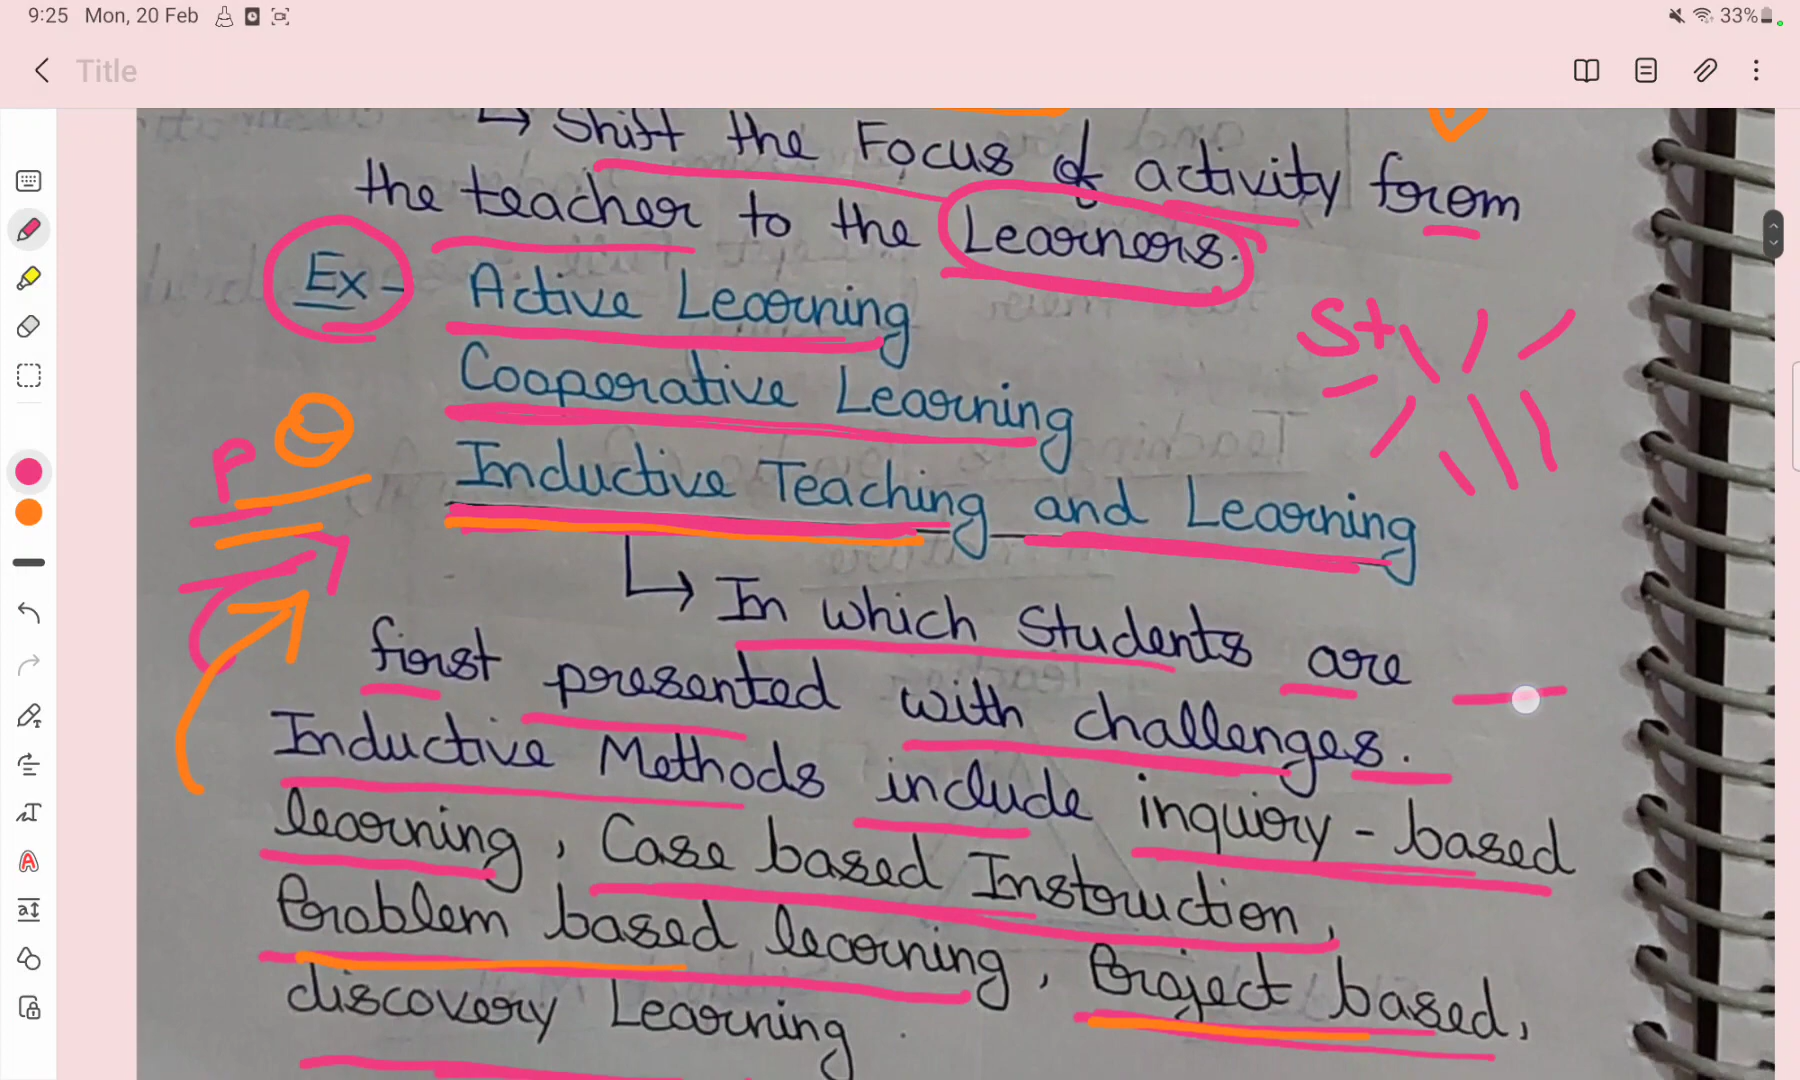 9:25 Mon, 20 Feb
33%
Title
↳ Shift the Focus of activity from
the teacher to the Learners.
Ex - Active Learning
Cooperative Learning
St
Inductive Teaching and Learning
P
↳ In which Students are
first presented with challenges.
Inductive Methods include inquiry-based
learning, Case based Instruction,
Problem based learning, Project based,
discovery Learning